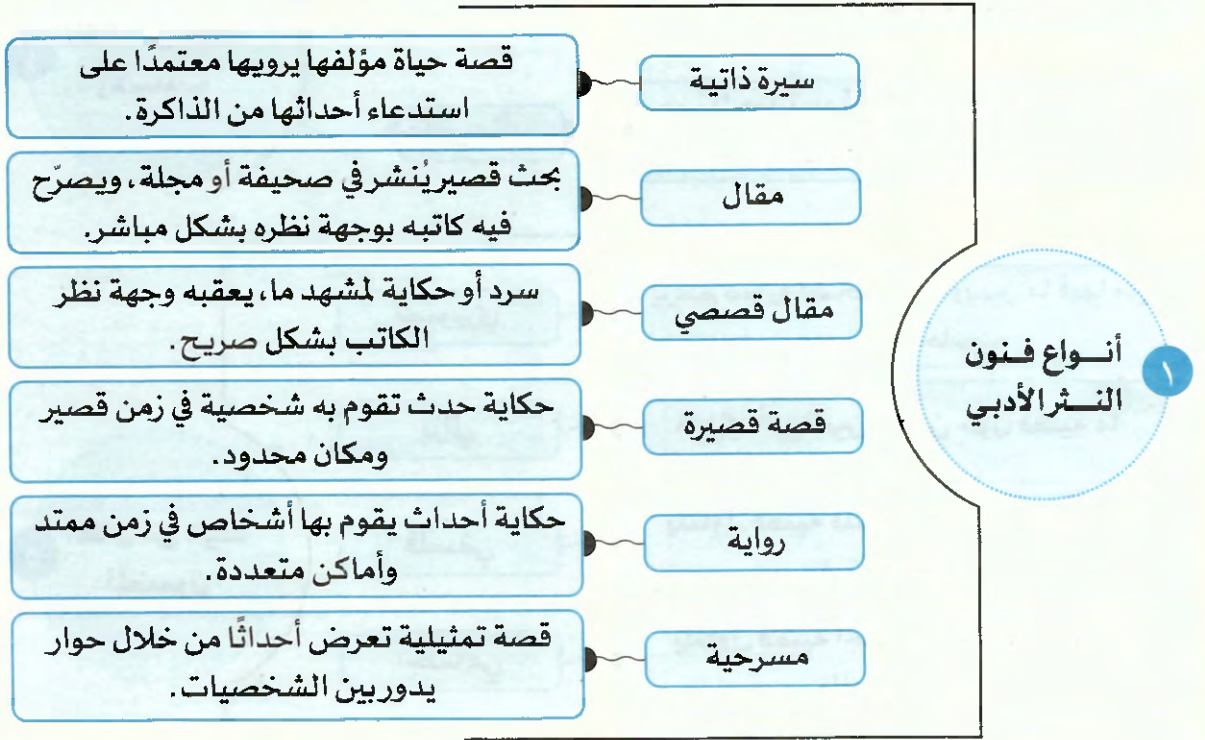 ١
أنـــواع فـــنون
النـــثر الأدبي
سيرة ذاتية
قصة حياة مؤلفها يرويها معتمدًا على
استدعاء أحداثها من الذاكرة.
مقال
بحث قصير يُنشر في صحيفة أو مجلة، ويصرّح
فيه كاتبه بوجهة نظره بشكل مباشر.
مقال قصصي
سرد أو حكاية لمشهد ما، يعقبه وجهة نظر
الكاتب بشكل صريح.
قصة قصيرة
حكاية حدث تقوم به شخصية في زمن قصير
ومكان محدود.
رواية
حكاية أحداث يقوم بها أشخاص في زمن ممتد
وأماكن متعددة.
مسرحية
قصة تمثيلية تعرض أحداثًا من خلال حوار
يدور بين الشخصيات.